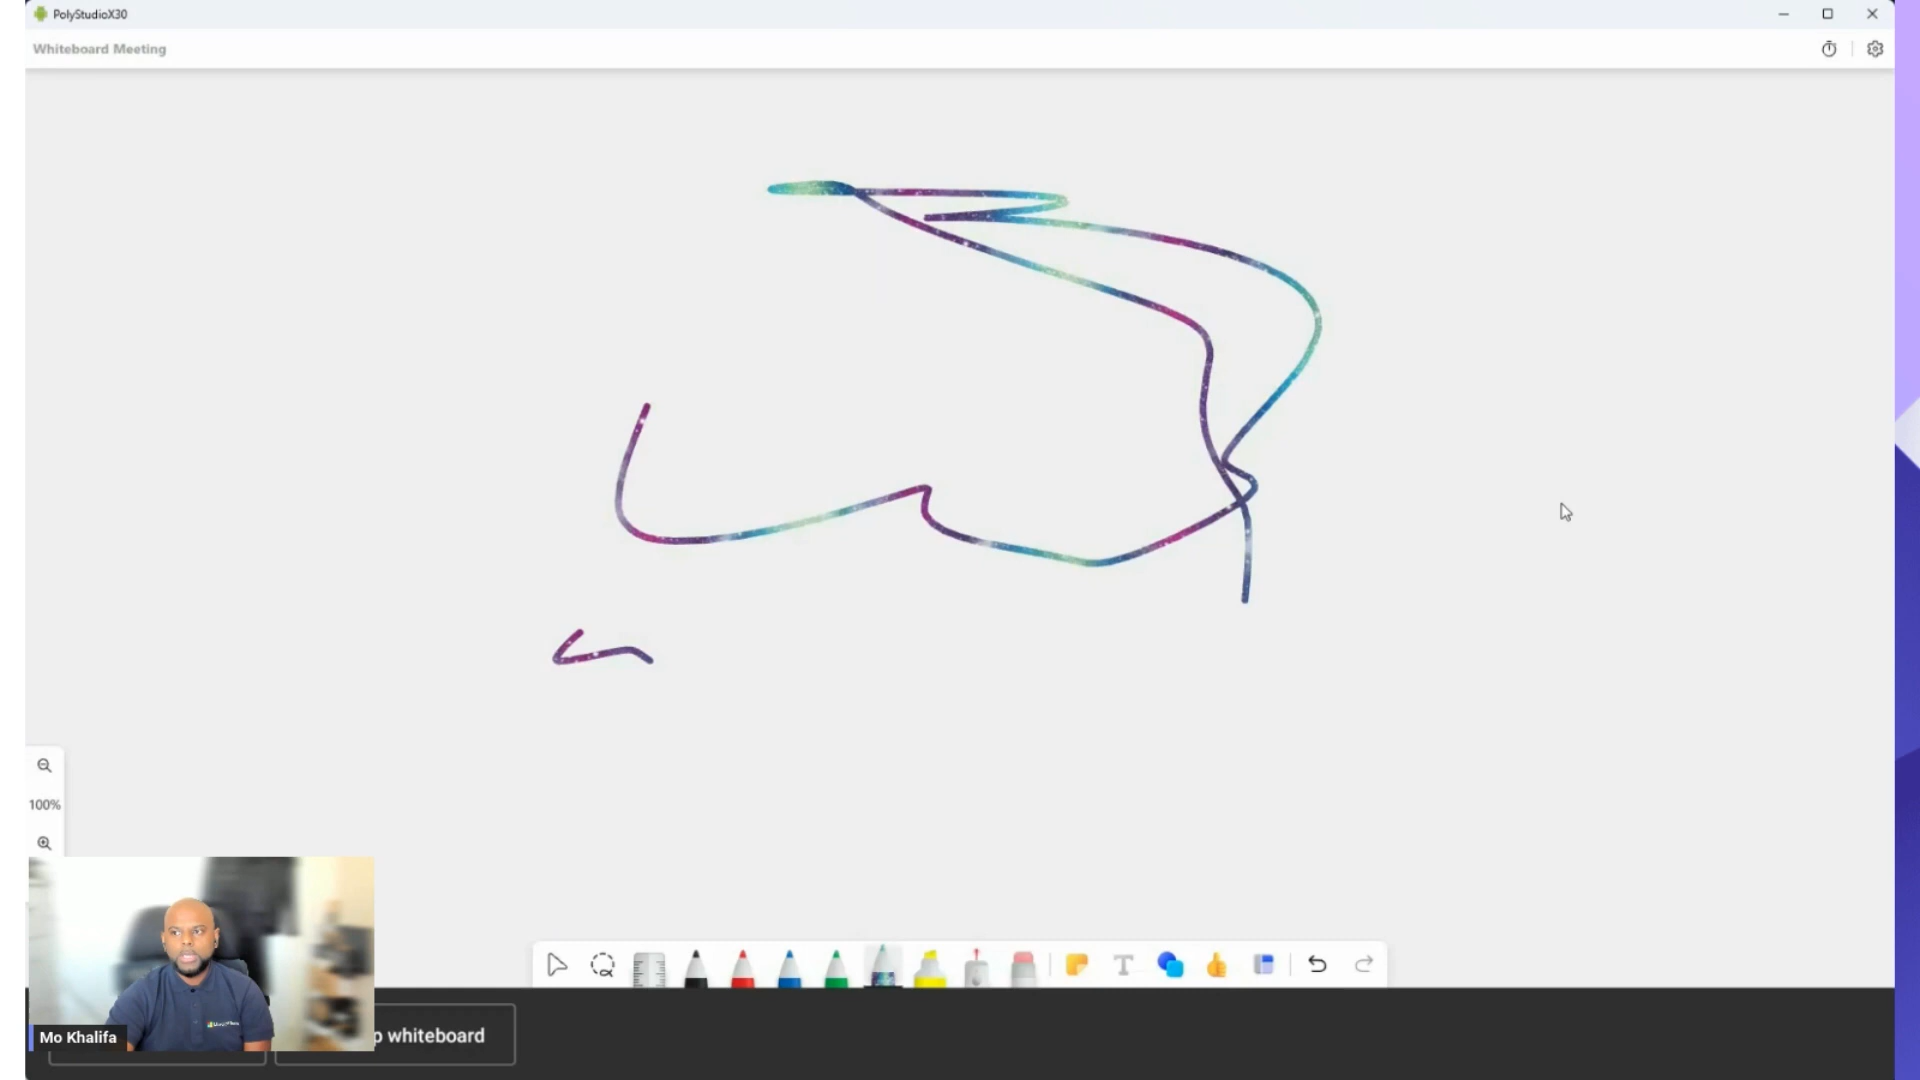 PolyStudioX30
Whiteboard Meeting
100%
Mo Khalifa
p whiteboard